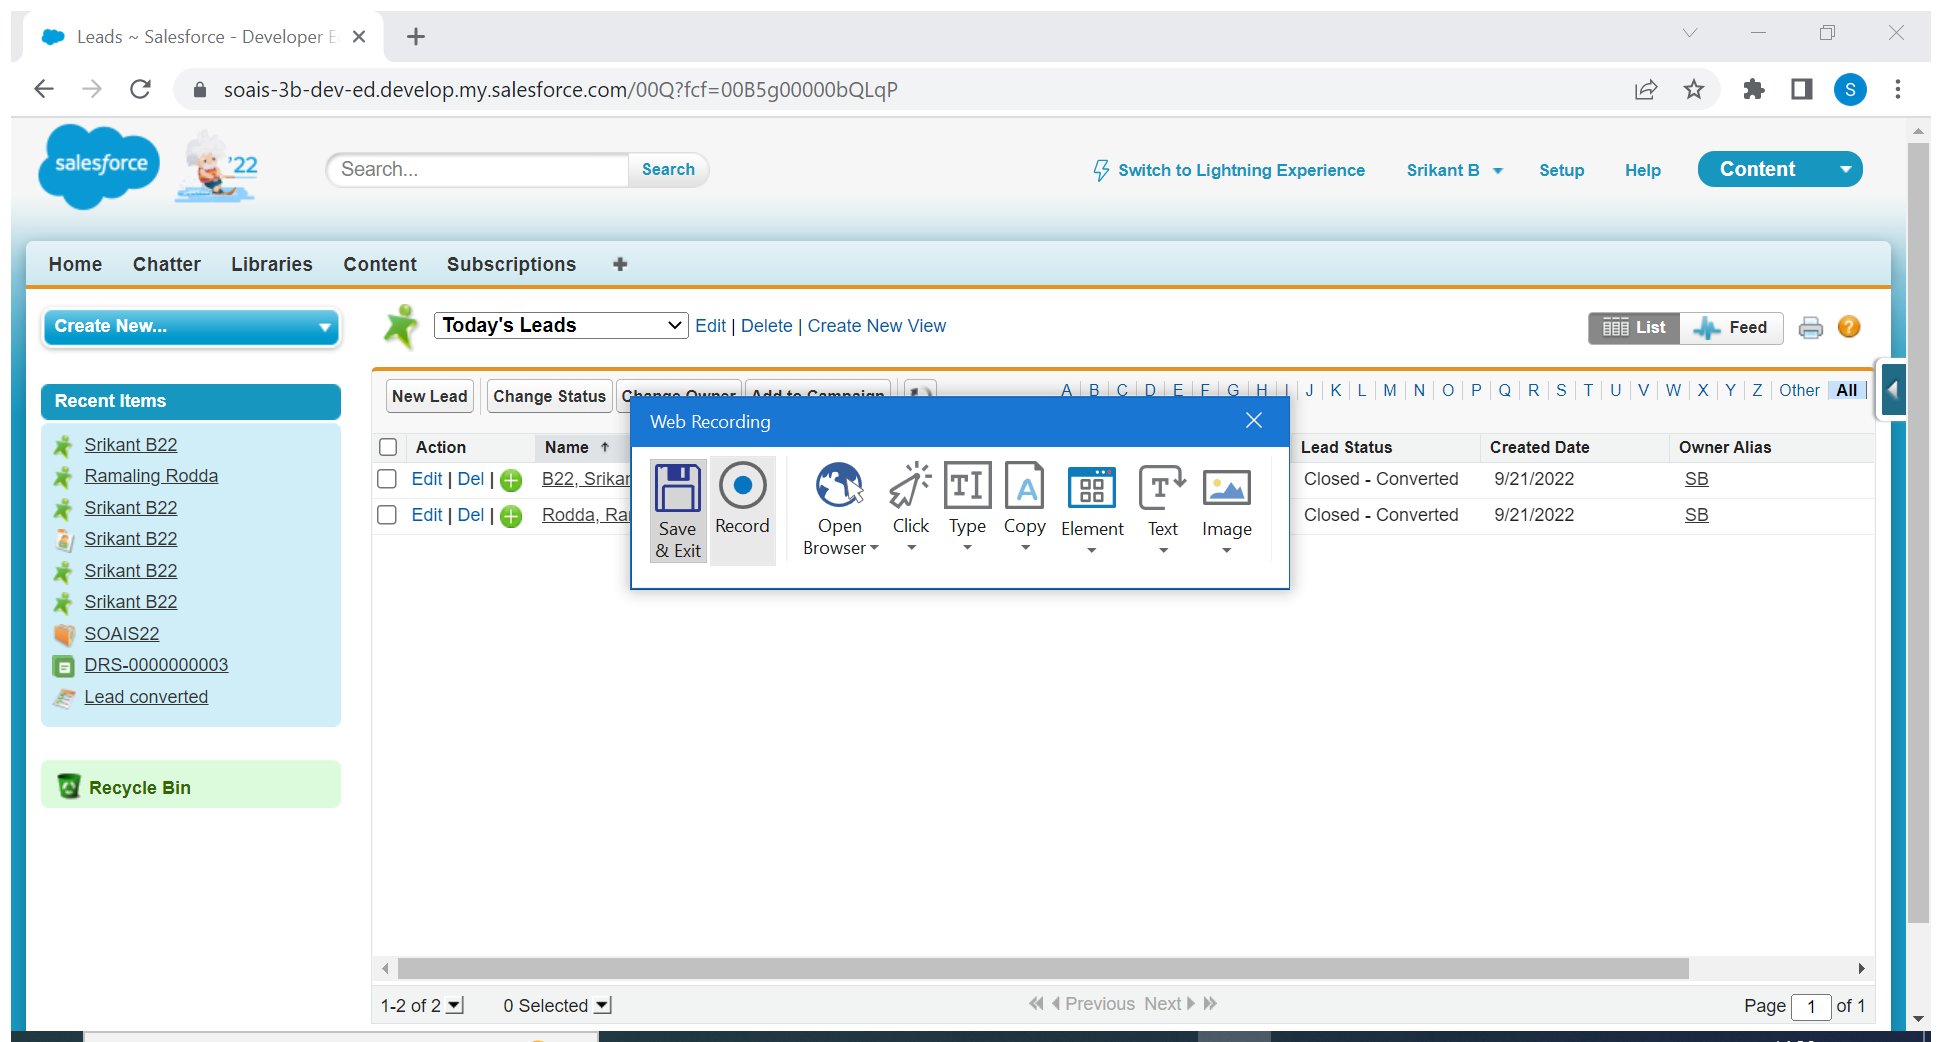 Leads ~ Salesforce - Developer E
soais-3b-dev-ed.develop.my.salesforce.com/00Q?fcf=00B5g00000bQLqP
S
salesforce
'22
Search...
Search
Switch to Lightning Experience
Srikant B
Setup
Help
Content
Home
Chatter
Libraries
Content
Subscriptions
Create New...
Today's Leads
Edit | Delete | Create New View
List
Feed
Recent Items
Srikant B22
Ramaling Rodda
Srikant B22
Srikant B22
Srikant B22
Srikant B22
SOAIS22
DRS-0000000003
Lead converted
Recycle Bin
New Lead
Change Status
Change Owner
Add to Campaign
A | B | C | D | E | F | G | H | I | J | K | L | M | N | O | P | Q | R | S | T | U | V | W | X | Y | Z | Other | All
Action
Name
Lead Status
Created Date
Owner Alias
Edit | Del |
B22, Srikan
Closed - Converted
9/21/2022
SB
Edit | Del |
Rodda, Ra
Closed - Converted
9/21/2022
SB
Web Recording
Save & Exit
Record
Open Browser
Click
Type
Copy
Element
Text
Image
1-2 of 2
0 Selected
Previous
Next
Page 1 of 1